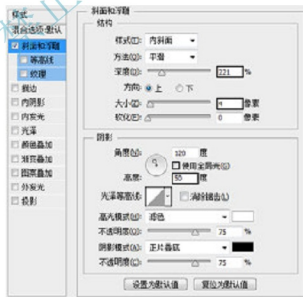 样式
混合选项:默认
斜面和浮雕
等高线
纹理
描边
内阴影
内发光
光泽
颜色叠加
渐变叠加
图案叠加
外发光
投影
斜面和浮雕
结构
样式(T): 内斜面
方法(Q): 平滑
深度(D): 221 %
方向: 上 下
大小(Z): 4 像素
软化(F): 0 像素
阴影
角度(N): 120 度
使用全局光(G)
高度: 50 度
光泽等高线: 消除锯齿(L)
高光模式(H): 滤色
不透明度(O): 75 %
阴影模式(A): 正片叠底
不透明度(C): 75 %
设置为默认值 复位为默认值